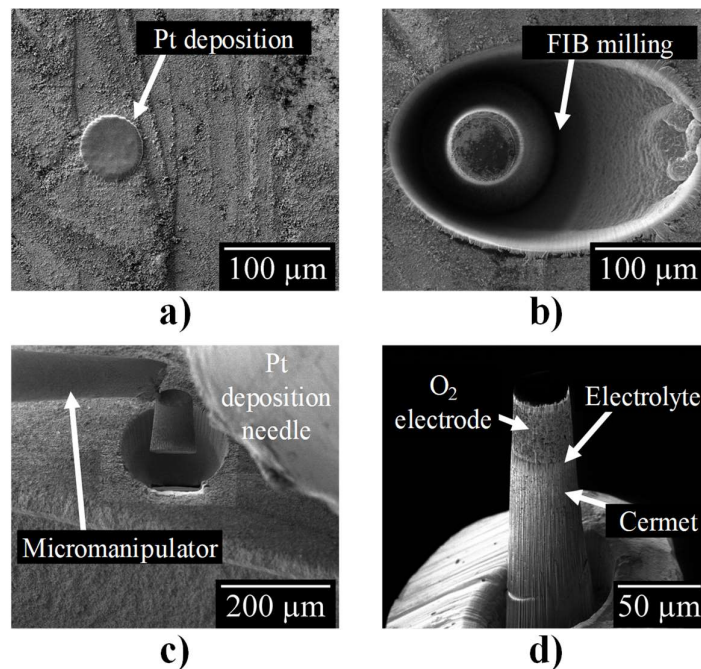 Pt deposition
100 µm
a)
FIB milling
100 µm
b)
Pt
deposition
needle
Micromanipulator
200 µm
c)
O₂
electrode
Electrolyte
Cermet
50 µm
d)